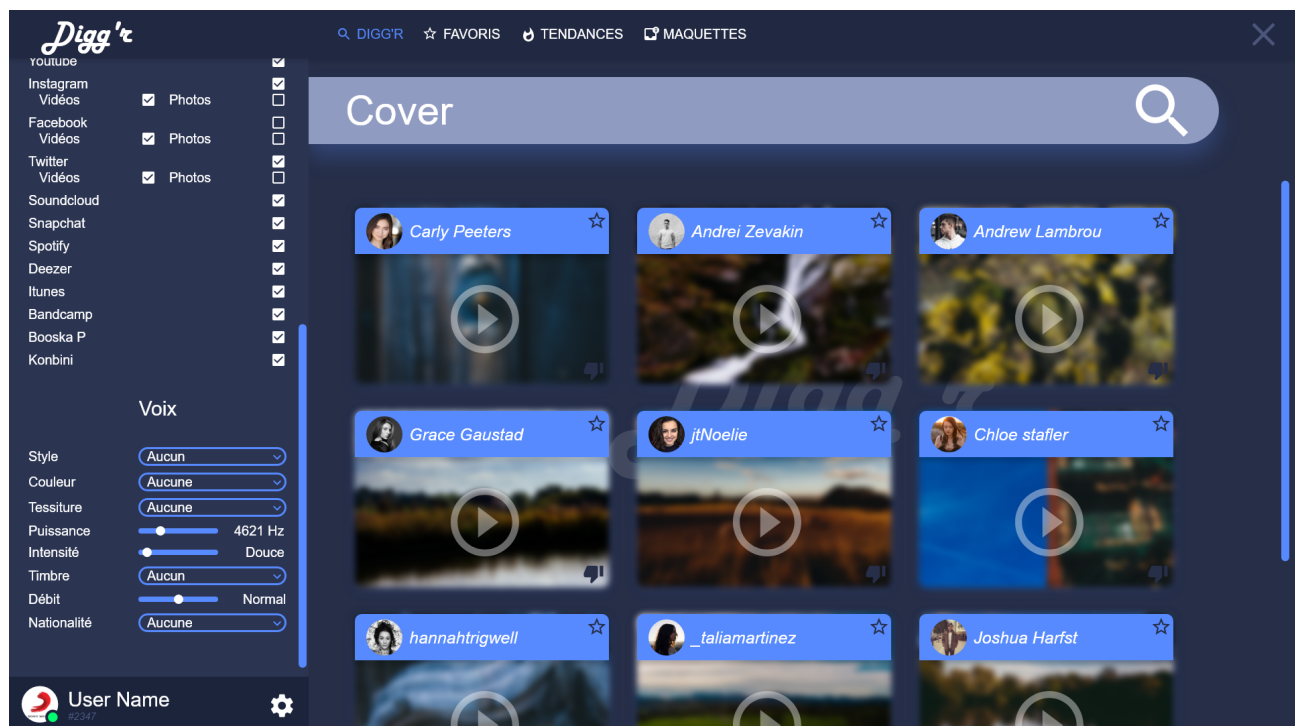 Digg'r
DIGG'R FAVORIS TENDANCES MAQUETTES
Youtube
Instagram
Vidéos Photos
Facebook
Vidéos Photos
Twitter
Vidéos Photos
Soundcloud
Snapchat
Spotify
Deezer
Itunes
Bandcamp
Booska P
Konbini
Voix
Style Aucun
Couleur Aucune
Tessiture Aucune
Puissance 4621 Hz
Intensité Douce
Timbre Aucun
Débit Normal
Nationalité Aucune
User Name
#2347
Cover
Carly Peeters Andrei Zevakin Andrew Lambrou
Digg'r
Grace Gaustad jtNoelie Chloe stafler
hannahtrigwell _taliamartinez Joshua Harfst